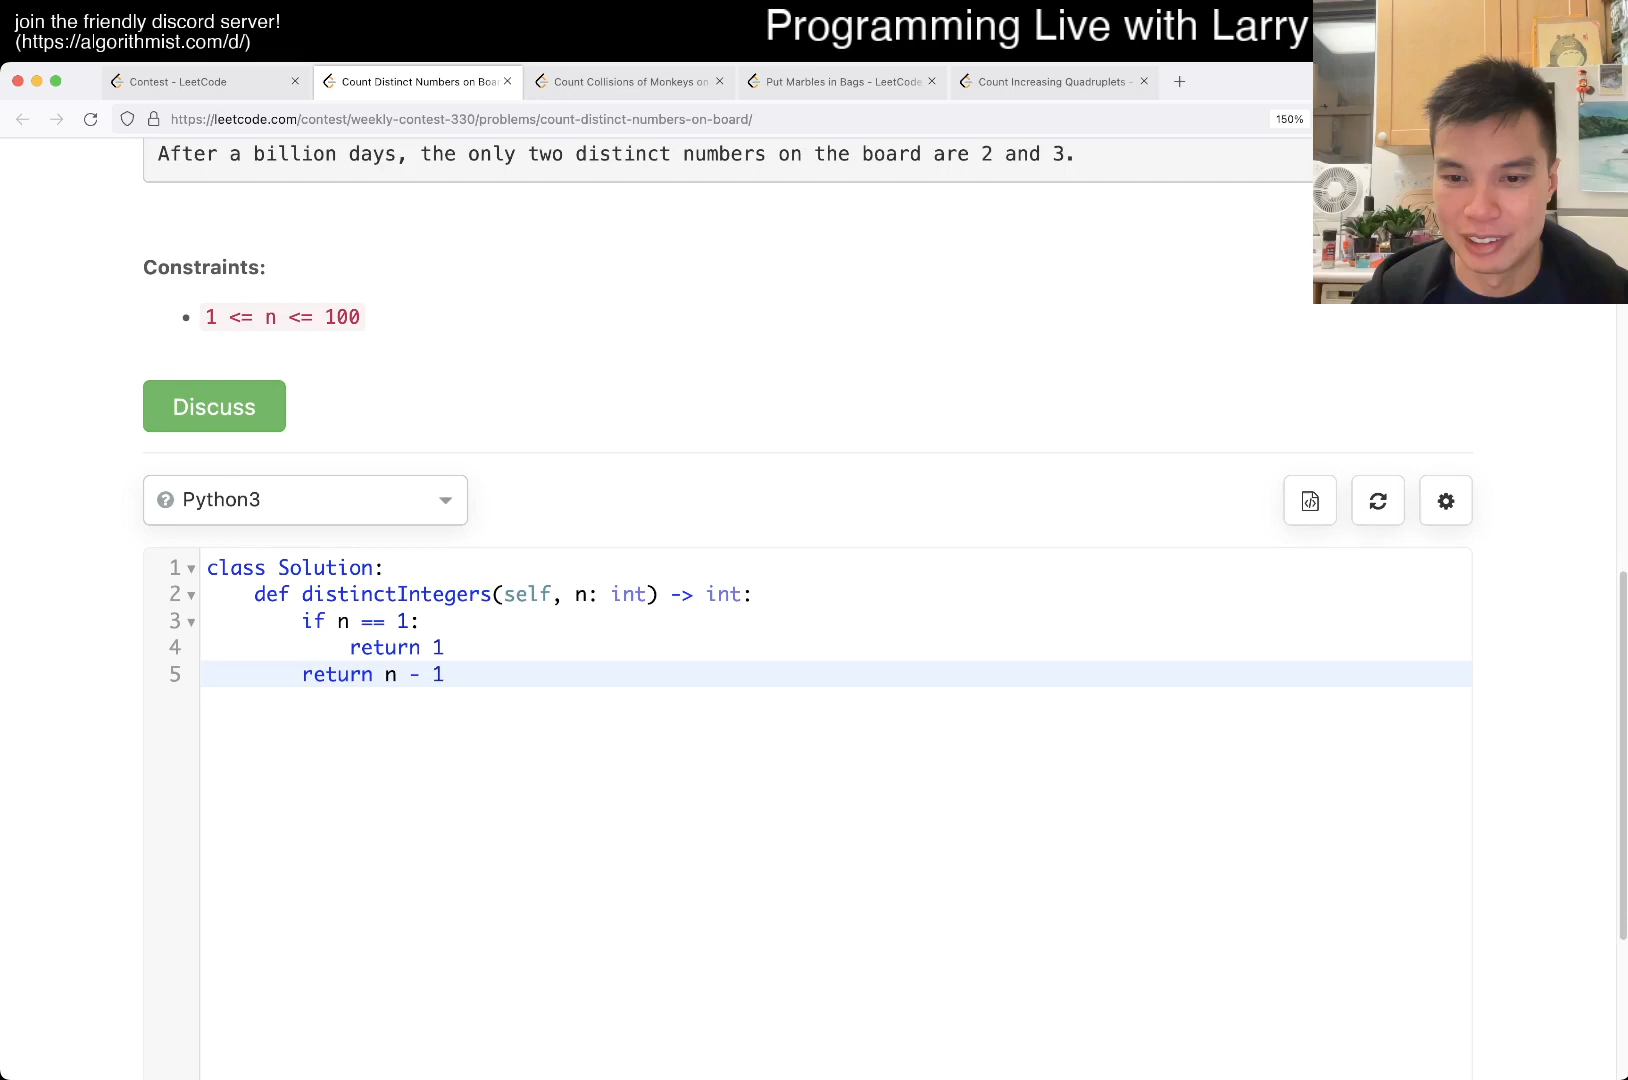 join the friendly discord server!
(https://algorithmist.com/d/)
Programming Live with Larry
Contest - LeetCode
Count Distinct Numbers on Boar
Count Collisions of Monkeys on
Put Marbles in Bags - LeetCode
Count Increasing Quadruplets -
https://leetcode.com/contest/weekly-contest-330/problems/count-distinct-numbers-on-board/
150%
After a billion days, the only two distinct numbers on the board are 2 and 3.
Constraints:
1 <= n <= 100
Discuss
Python3
1 class Solution:
2 def distinctIntegers(self, n: int) -> int:
3 if n == 1:
4 return 1
5 return n - 1